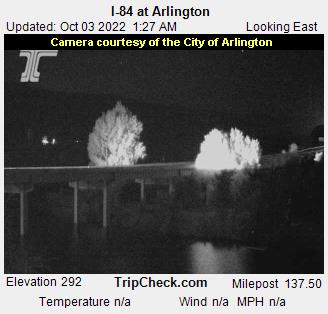 I-84 at Arlington
Updated: Oct 03 2022 1:27 AM Looking East
Camera courtesy of the City of Arlington
Elevation 292 TripCheck.com Milepost 137.50
Temperature n/a Wind n/a MPH n/a